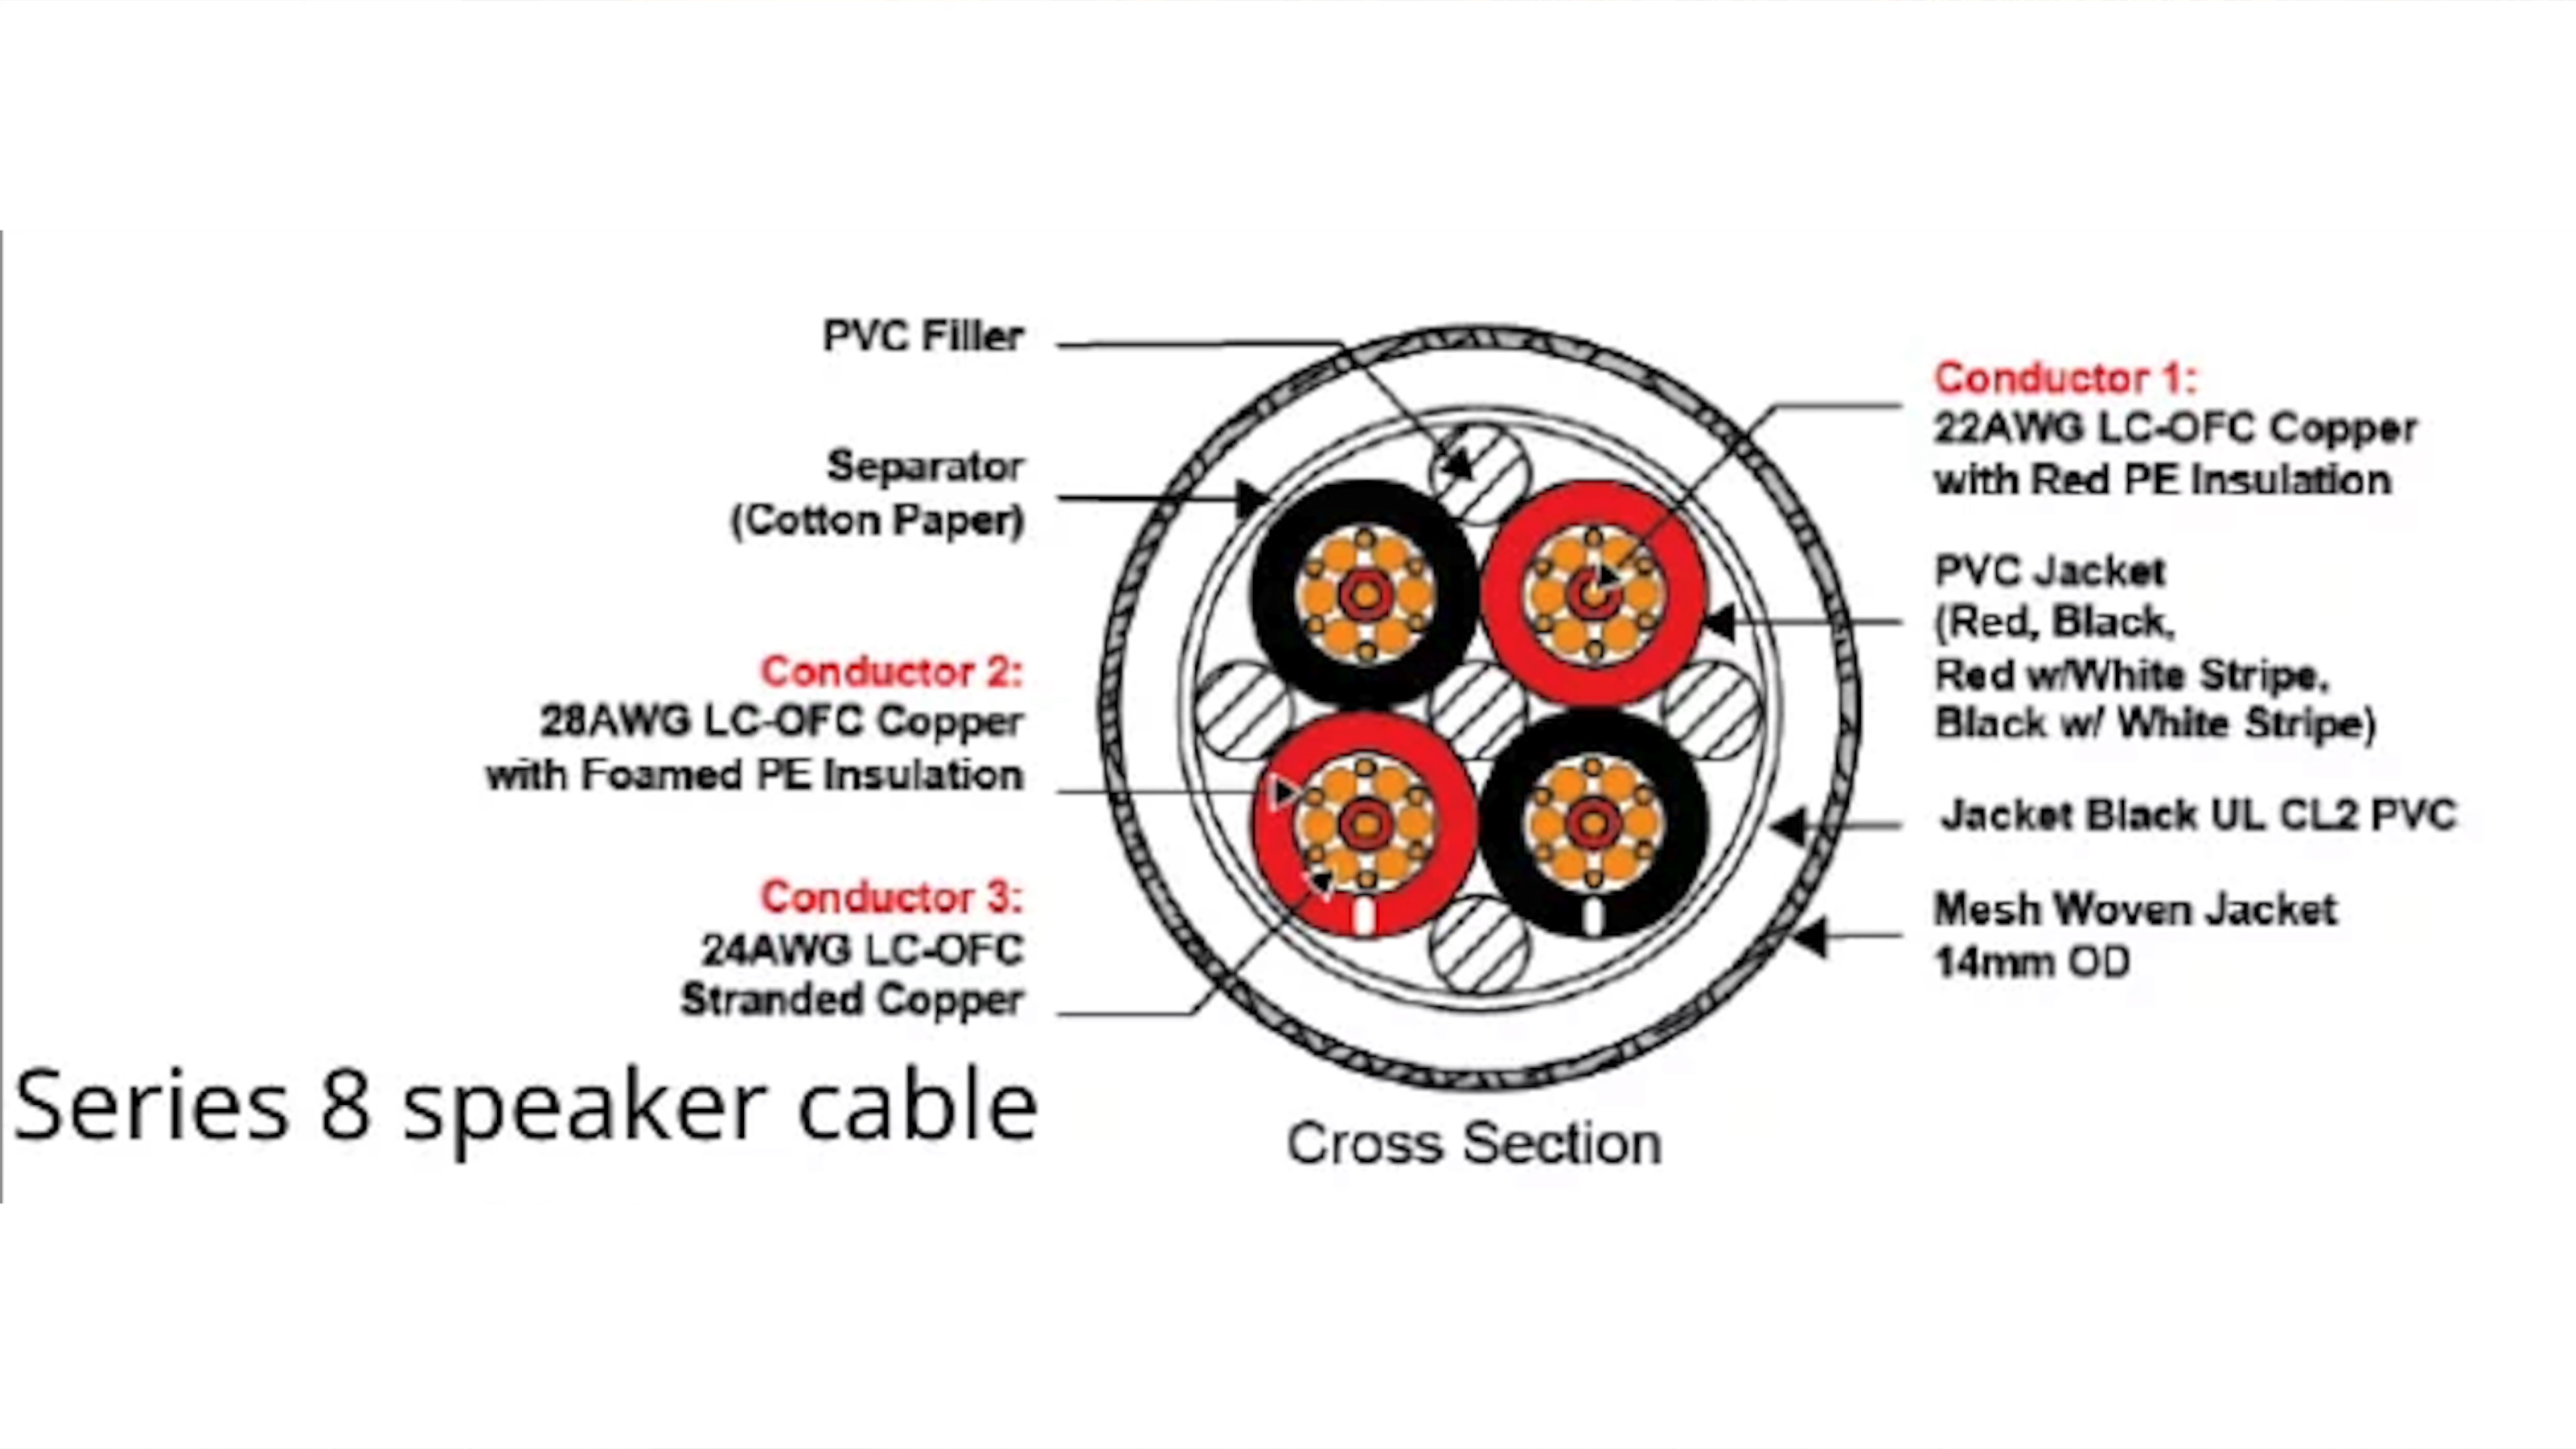 PVC Filler
Separator
(Cotton Paper)
Conductor 2:
28AWG LC-OFC Copper
with Foamed PE Insulation
Conductor 3:
24AWG LC-OFC
Stranded Copper
Series 8 speaker cable
Conductor 1:
22AWG LC-OFC Copper
with Red PE Insulation
PVC Jacket
(Red, Black,
Red w/White Stripe,
Black w/ White Stripe)
Jacket Black UL CL2 PVC
Mesh Woven Jacket
14mm OD
Cross Section